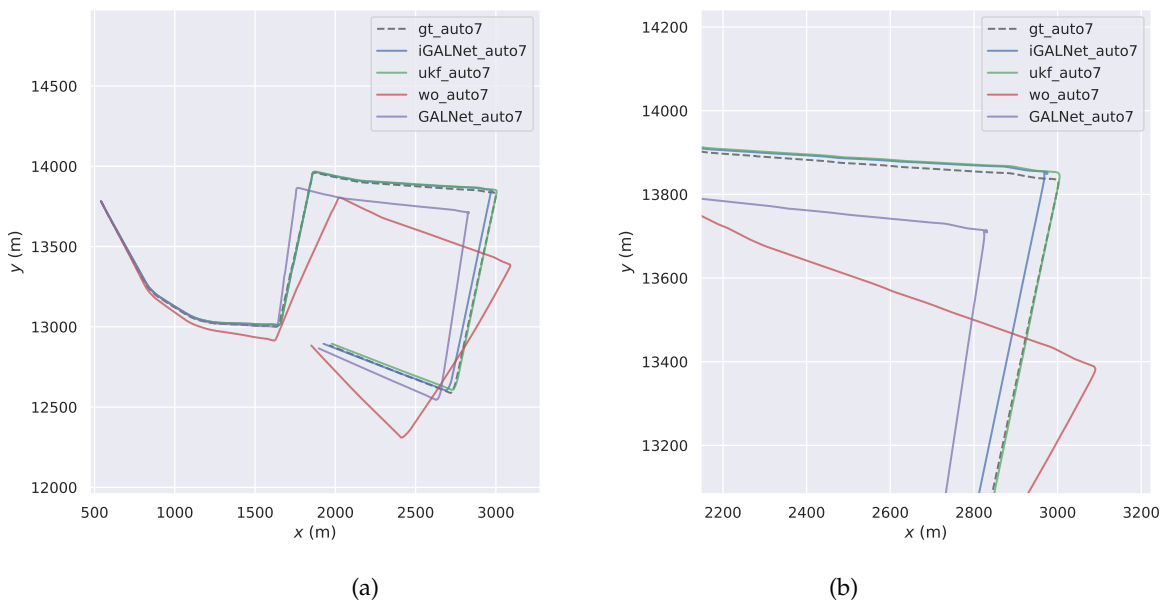 gt_auto7
iGALNet_auto7
ukf_auto7
wo_auto7
GALNet_auto7
14500
14000
13500
13000
12500
12000
y (m)
500 1000 1500 2000 2500 3000
x (m)
(a)
gt_auto7
iGALNet_auto7
ukf_auto7
wo_auto7
GALNet_auto7
14200
14000
13800
13600
13400
13200
y (m)
2200 2400 2600 2800 3000 3200
x (m)
(b)